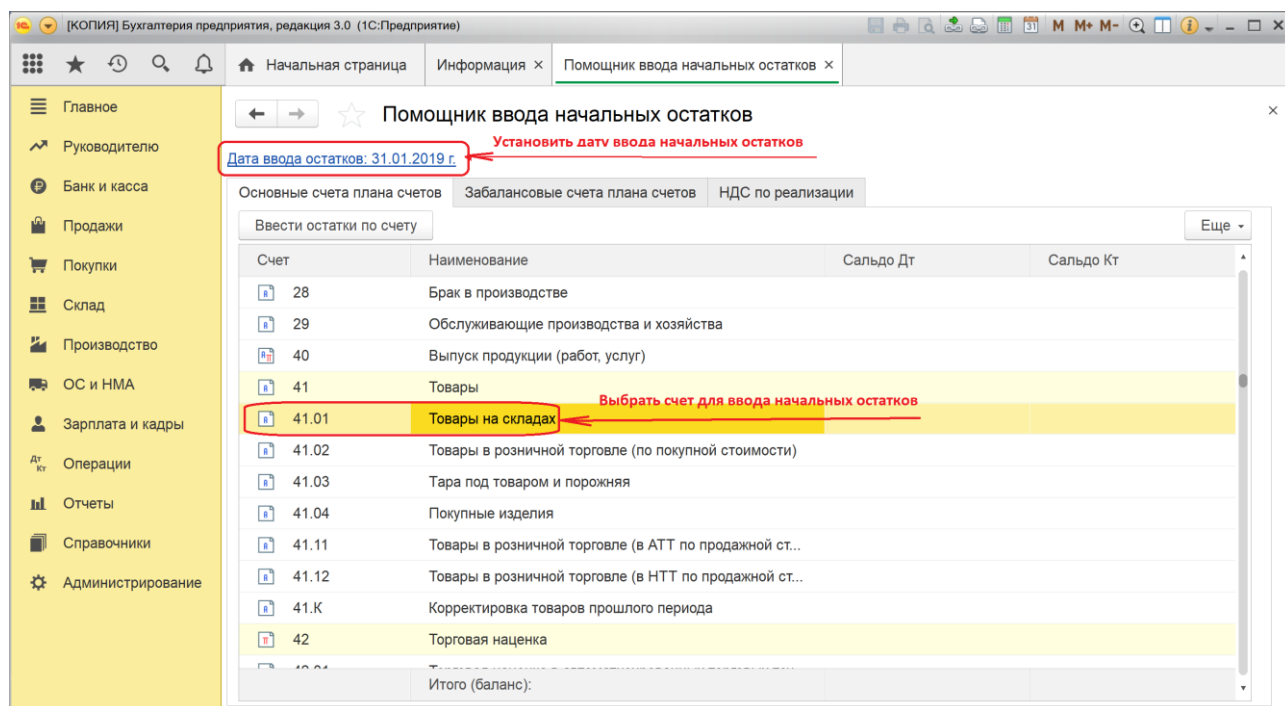 [КОПИЯ] Бухгалтерия предприятия, редакция 3.0 (1С:Предприятие) M M+ M-
Начальная страница Информация × Помощник ввода начальных остатков ×
Главное
Руководителю
Банк и касса
Продажи
Покупки
Склад
Производство
ОС и НМА
Зарплата и кадры
Операции
Отчеты
Справочники
Администрирование
Помощник ввода начальных остатков
Установить дату ввода начальных остатков
Дата ввода остатков: 31.01.2019 г.
Основные счета плана счетов Забалансовые счета плана счетов НДС по реализации
Ввести остатки по счету Еще
Счет Наименование Сальдо Дт Сальдо Кт
28 Брак в производстве
29 Обслуживающие производства и хозяйства
40 Выпуск продукции (работ, услуг)
41 Товары
Выбрать счет для ввода начальных остатков
41.01 Товары на складах
41.02 Товары в розничной торговле (по покупной стоимости)
41.03 Тара под товаром и порожняя
41.04 Покупные изделия
41.11 Товары в розничной торговле (в АТТ по продажной ст...
41.12 Товары в розничной торговле (в НТТ по продажной ст...
41.К Корректировка товаров прошлого периода
42 Торговая наценка
Итого (баланс):